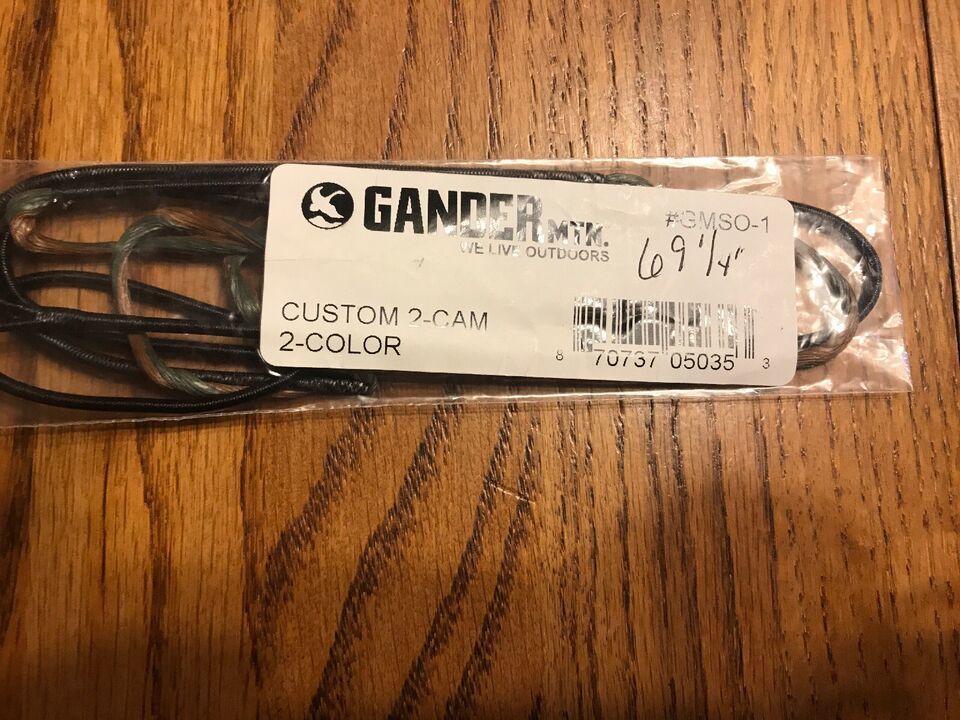 GANDER MTN.
WE LIVE OUTDOORS
#GMSO-1
69 1/4"
CUSTOM 2-CAM
2-COLOR
8 70737 05035 3